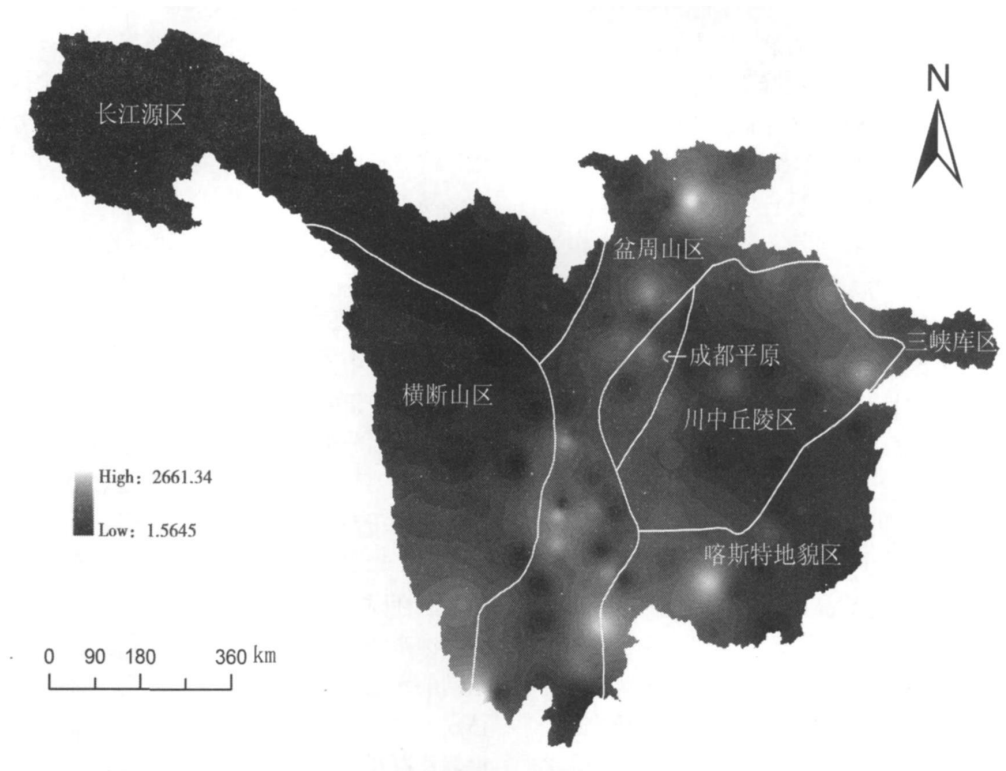 N
长江源区
盆周山区
三峡库区
成都平原
横断山区
川中丘陵区
High: 2661.34
Low: 1.5645
喀斯特地貌区
0 90 180 360 km